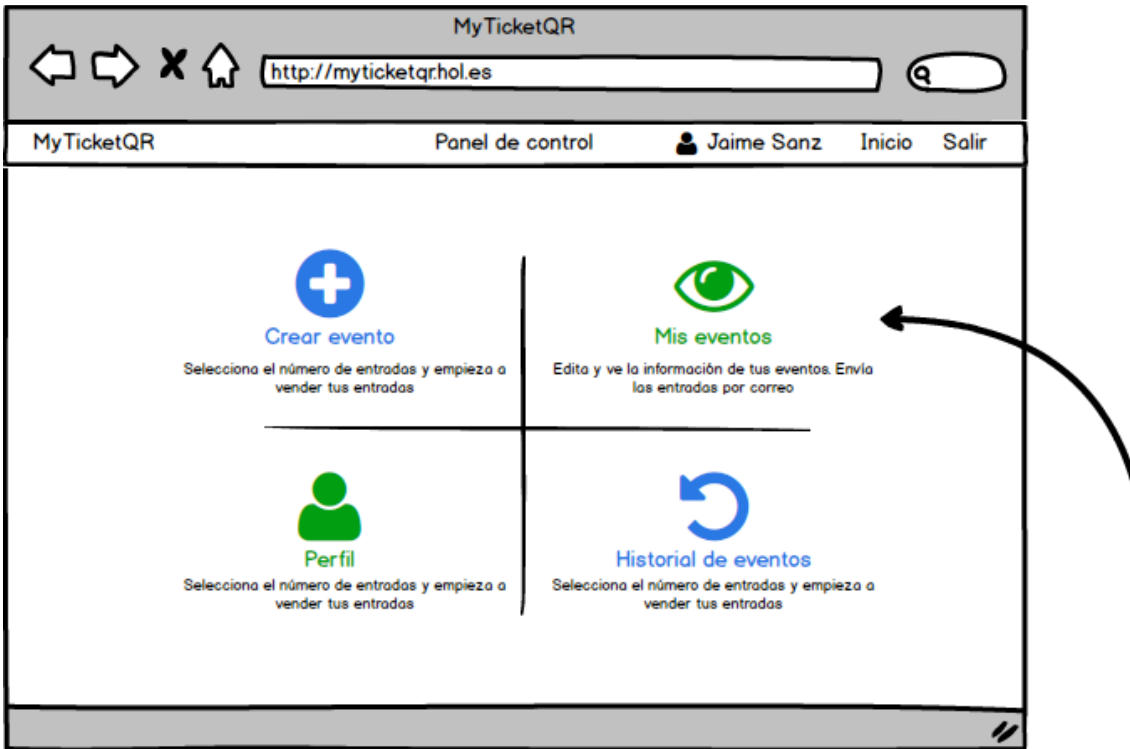 MyTicketQR
http://myticketqr.hol.es
MyTicketQR Panel de control Jaime Sanz Inicio Salir
Crear evento
Selecciona el número de entradas y empieza a
vender tus entradas
Mis eventos
Edita y ve la información de tus eventos. Envía
las entradas por correo
Perfil
Selecciona el número de entradas y empieza a
vender tus entradas
Historial de eventos
Selecciona el número de entradas y empieza a
vender tus entradas